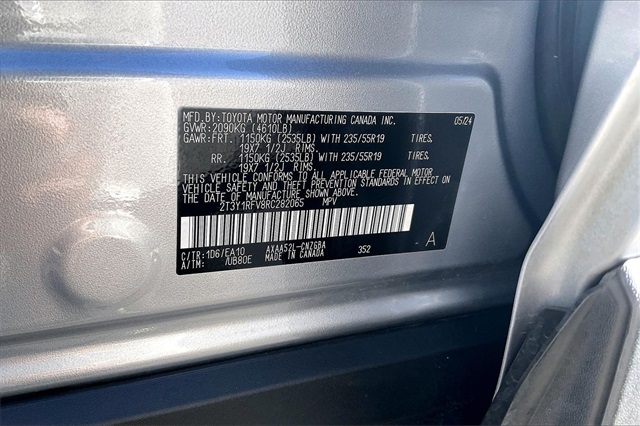 MFD.BY: TOYOTA MOTOR MANUFACTURING CANADA INC. 05/24
GVWR: 2090KG (4610LB)
GAWR: FRT. 1150KG (2535LB) WITH 235/55R19 TIRES,
19X7 1/2J RIMS.
RR. 1150KG (2535LB) WITH 235/55R19 TIRES,
19X7 1/2J RIMS.
THIS VEHICLE CONFORMS TO ALL APPLICABLE FEDERAL MOTOR
VEHICLE SAFETY AND THEFT PREVENTION STANDARDS IN EFFECT ON
THE DATE OF MANUFACTURE SHOWN ABOVE.
2T3Y1RFV8RC282065 MPV
C/TR: 1D6/EA10 AXAA52L-CNZGBA 352 - A
A/TM: /UB80E MADE IN CANADA